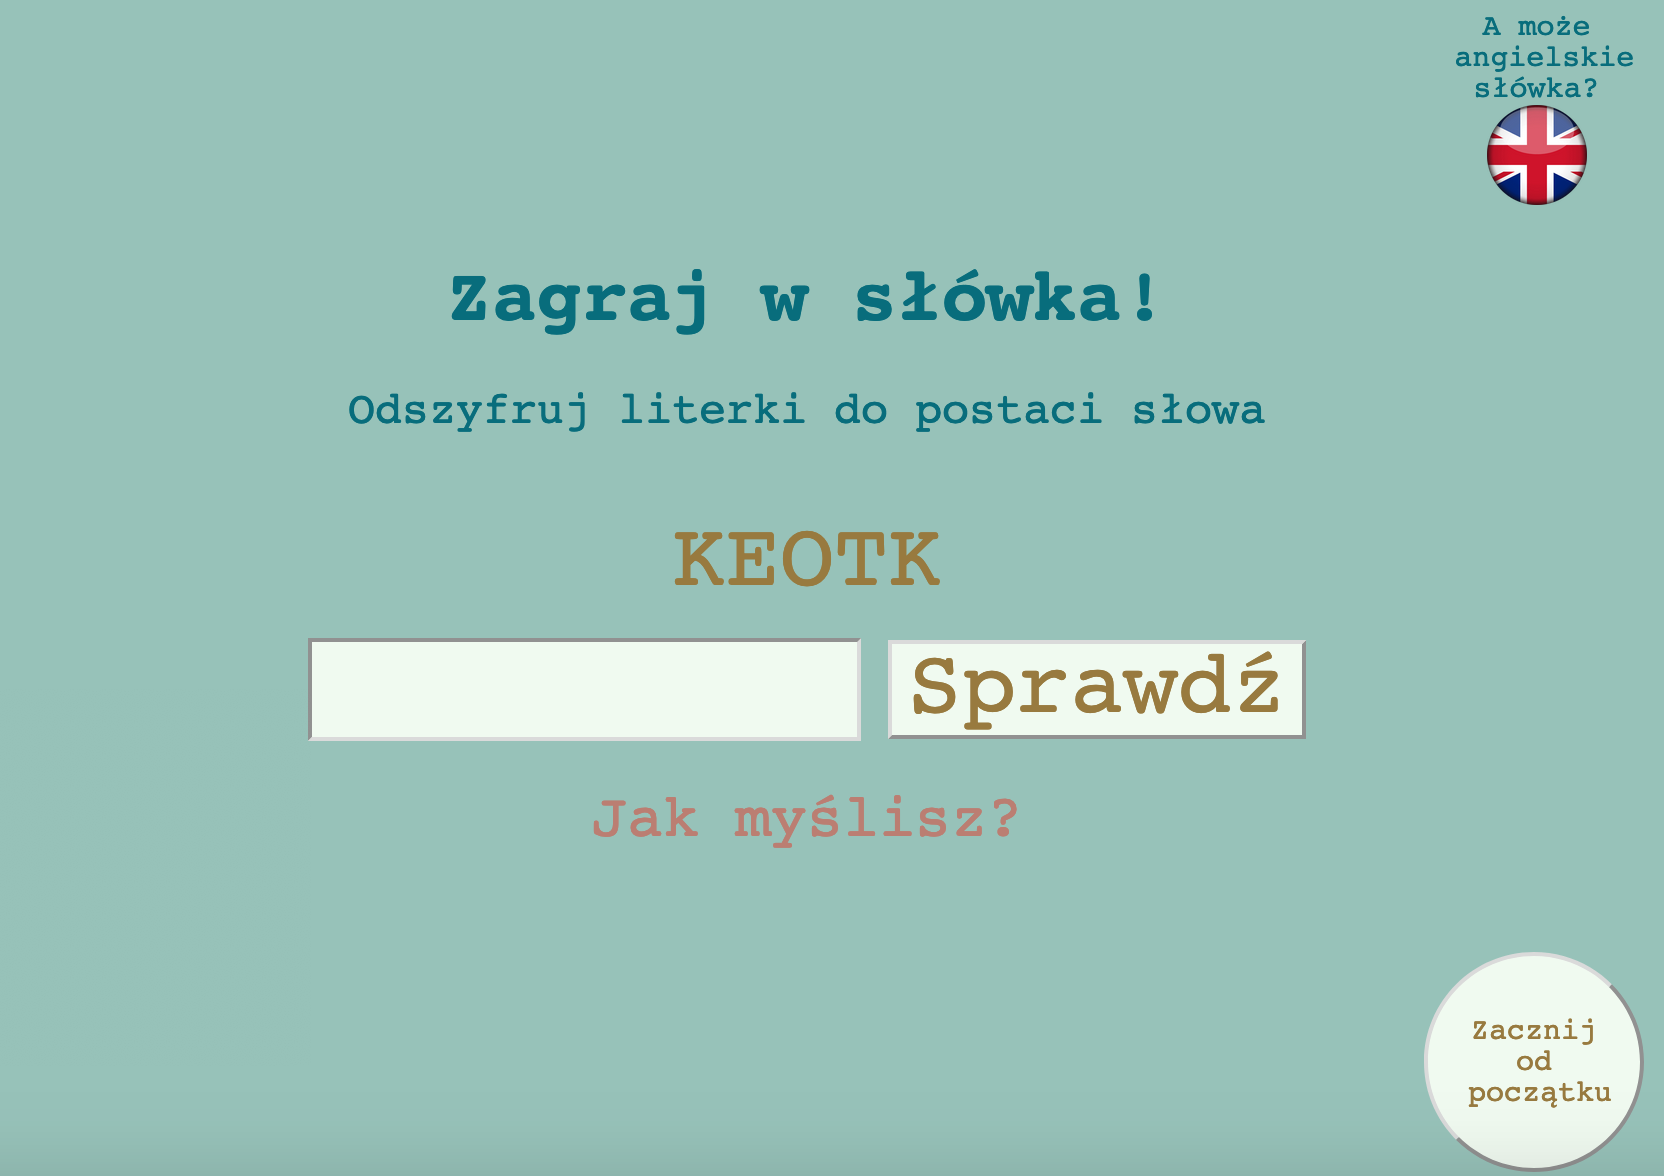 A może
angielskie
słówka?
Zagraj w słówka!
Odszyfruj literki do postaci słowa
KEOTK
Sprawdź
Jak myślisz?
Zacznij
od
początku